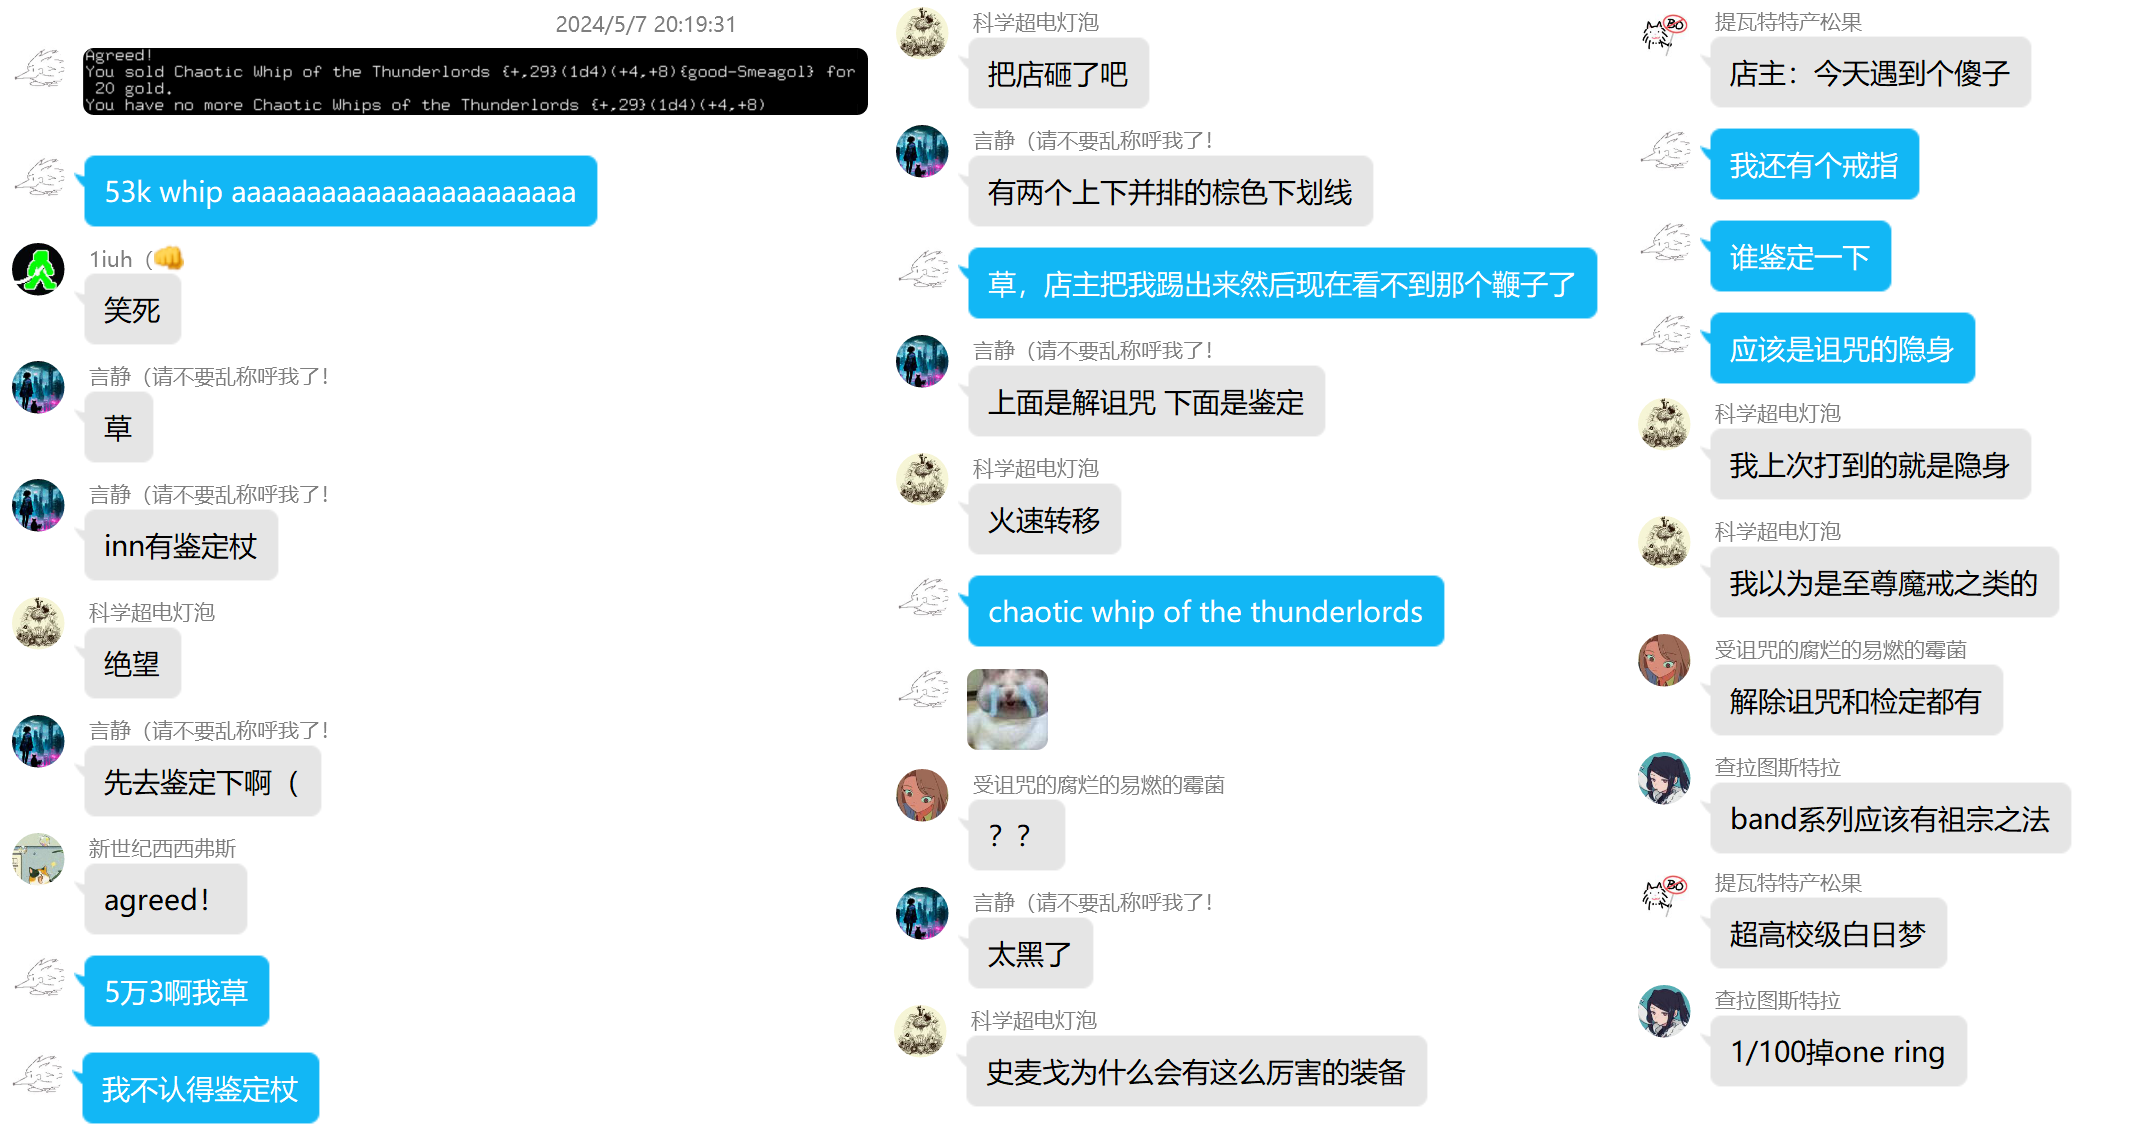 2024/5/7 20:19:31
Agreed!
You sold Chaotic Whip of the Thunderlords {+,29}(1d4)(+4,+8){good-Smeagol} for
20 gold.
You have no more Chaotic Whips of the Thunderlords {+,29}(1d4)(+4,+8)
53k whip aaaaaaaaaaaaaaaaaaaaaaa
1iuh（👊
笑死
言静（请不要乱称呼我了！
草
言静（请不要乱称呼我了！
inn有鉴定杖
科学超电灯泡
绝望
言静（请不要乱称呼我了！
先去鉴定下啊（
新世纪西西弗斯
agreed！
5万3啊我草
我不认得鉴定杖
科学超电灯泡
把店砸了吧
言静（请不要乱称呼我了！
有两个上下并排的棕色下划线
草，店主把我踢出来然后现在看不到那个鞭子了
言静（请不要乱称呼我了！
上面是解诅咒 下面是鉴定
科学超电灯泡
火速转移
chaotic whip of the thunderlords
受诅咒的腐烂的易燃的霉菌
？？
言静（请不要乱称呼我了！
太黑了
科学超电灯泡
史麦戈为什么会有这么厉害的装备
BO
提瓦特特产松果
店主：今天遇到个傻子
我还有个戒指
谁鉴定一下
应该是诅咒的隐身
科学超电灯泡
我上次打到的就是隐身
科学超电灯泡
我以为是至尊魔戒之类的
受诅咒的腐烂的易燃的霉菌
解除诅咒和检定都有
查拉图斯特拉
band系列应该有祖宗之法
BO
提瓦特特产松果
超高校级白日梦
查拉图斯特拉
1/100掉one ring